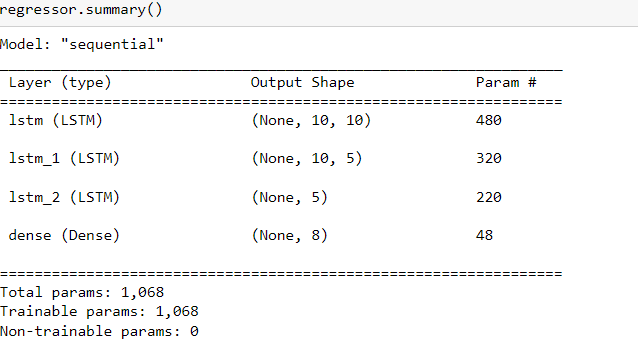 regressor.summary()
Model: "sequential"
_________________________________________________________________
Layer (type) Output Shape Param #
=================================================================
lstm (LSTM) (None, 10, 10) 480
lstm_1 (LSTM) (None, 10, 5) 320
lstm_2 (LSTM) (None, 5) 220
dense (Dense) (None, 8) 48
=================================================================
Total params: 1,068
Trainable params: 1,068
Non-trainable params: 0